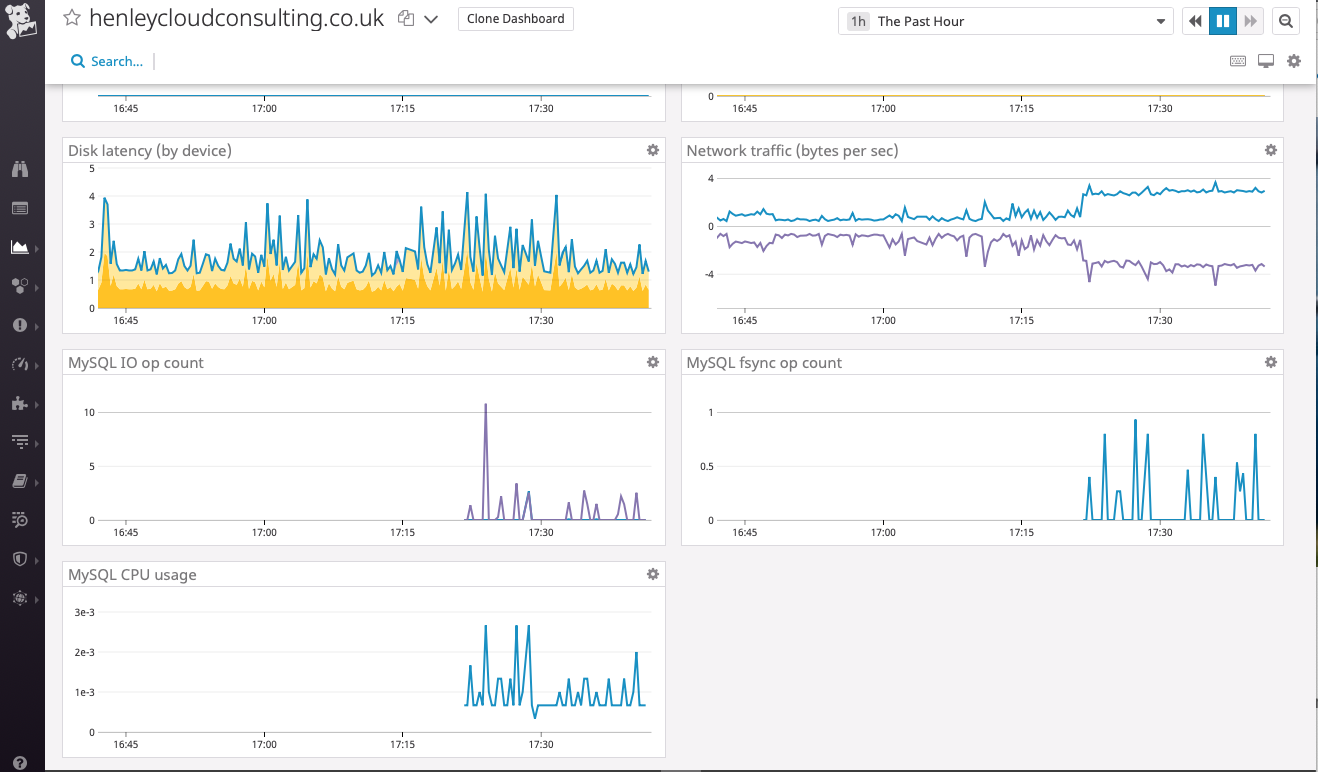 henleycloudconsulting.co.uk
Clone Dashboard
1h The Past Hour
Search...
16:45 17:00 17:15 17:30
0
16:45 17:00 17:15 17:30
Disk latency (by device)
5
4
3
2
1
0
16:45 17:00 17:15 17:30
Network traffic (bytes per sec)
4
0
-4
16:45 17:00 17:15 17:30
MySQL IO op count
10
5
0
16:45 17:00 17:15 17:30
MySQL fsync op count
1
0.5
0
16:45 17:00 17:15 17:30
MySQL CPU usage
3e-3
2e-3
1e-3
0
16:45 17:00 17:15 17:30